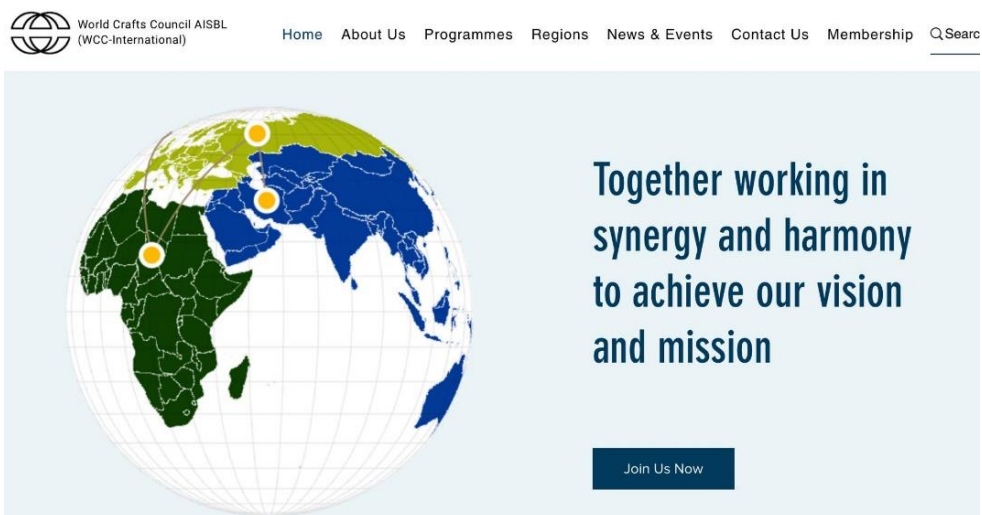 World Crafts Council AISBL
(WCC-International)
Home About Us Programmes Regions News & Events Contact Us Membership Searc
Together working in
synergy and harmony
to achieve our vision
and mission
Join Us Now